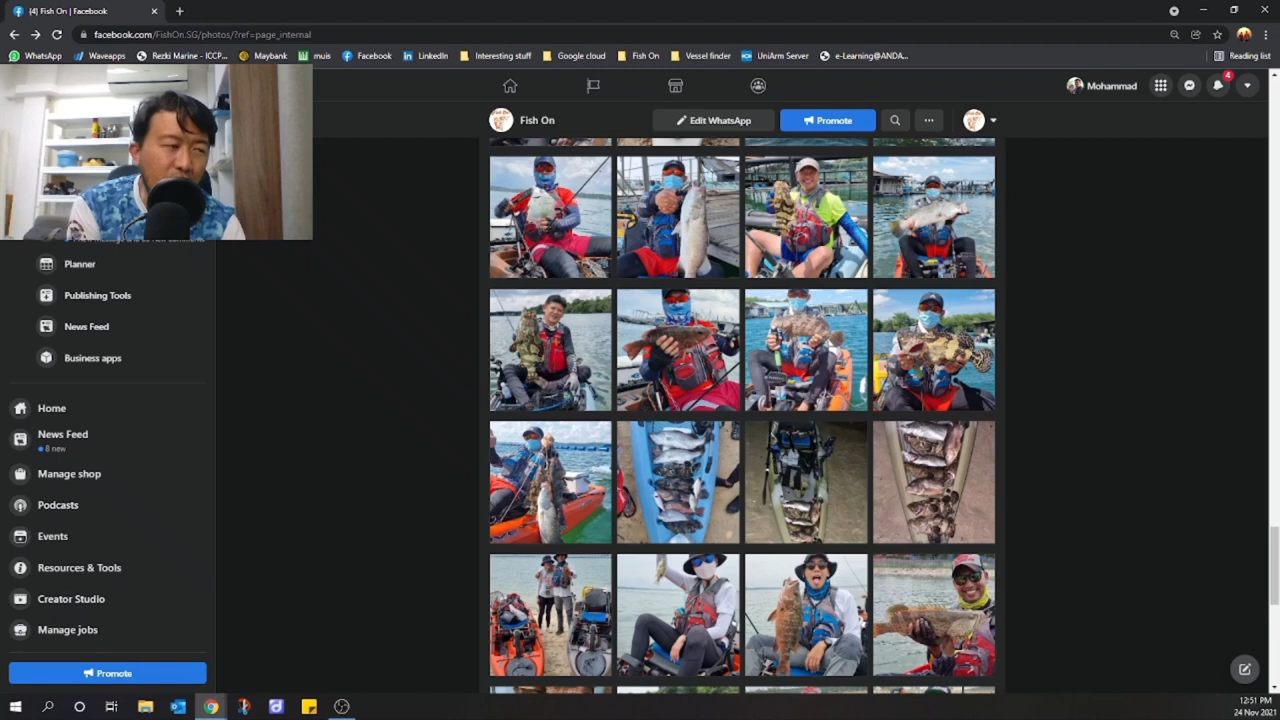 (4) Fish On | Facebook
facebook.com/FishOn.SG/photos/?ref=page_internal
WhatsApp
Waveapps
Rezki Marine - ICCP...
Maybank
muis
Facebook
LinkedIn
Interesting stuff
Google cloud
Fish On
Vessel finder
UniArm Server
e-Learning@ANDA...
Reading list
Mohammad
4
Fish On
Edit WhatsApp
Promote
Planner
Publishing Tools
News Feed
Business apps
Home
News Feed
8 new
Manage shop
Podcasts
Events
Resources & Tools
Creator Studio
Manage jobs
Promote
12:51 PM
24 Nov 2021